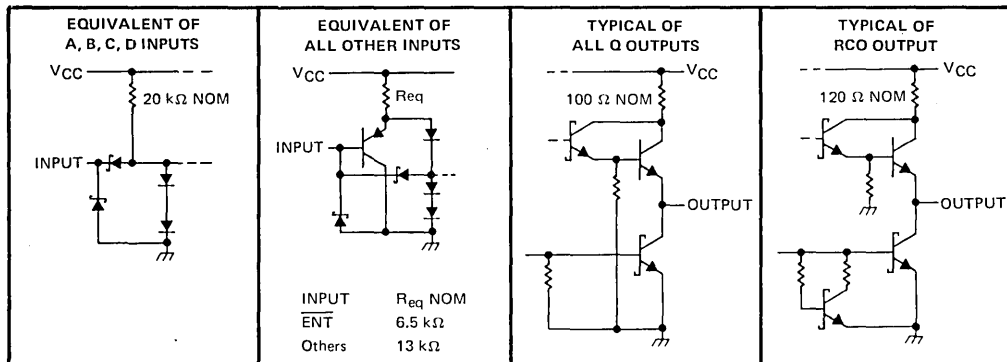 EQUIVALENT OF
A, B, C, D INPUTS
VCC
20 kΩ NOM
INPUT
EQUIVALENT OF
ALL OTHER INPUTS
VCC
Req
INPUT
INPUT Req NOM
E̅N̅T̅ 6.5 kΩ
Others 13 kΩ
TYPICAL OF
ALL Q OUTPUTS
VCC
100 Ω NOM
OUTPUT
TYPICAL OF
RCO OUTPUT
VCC
120 Ω NOM
OUTPUT